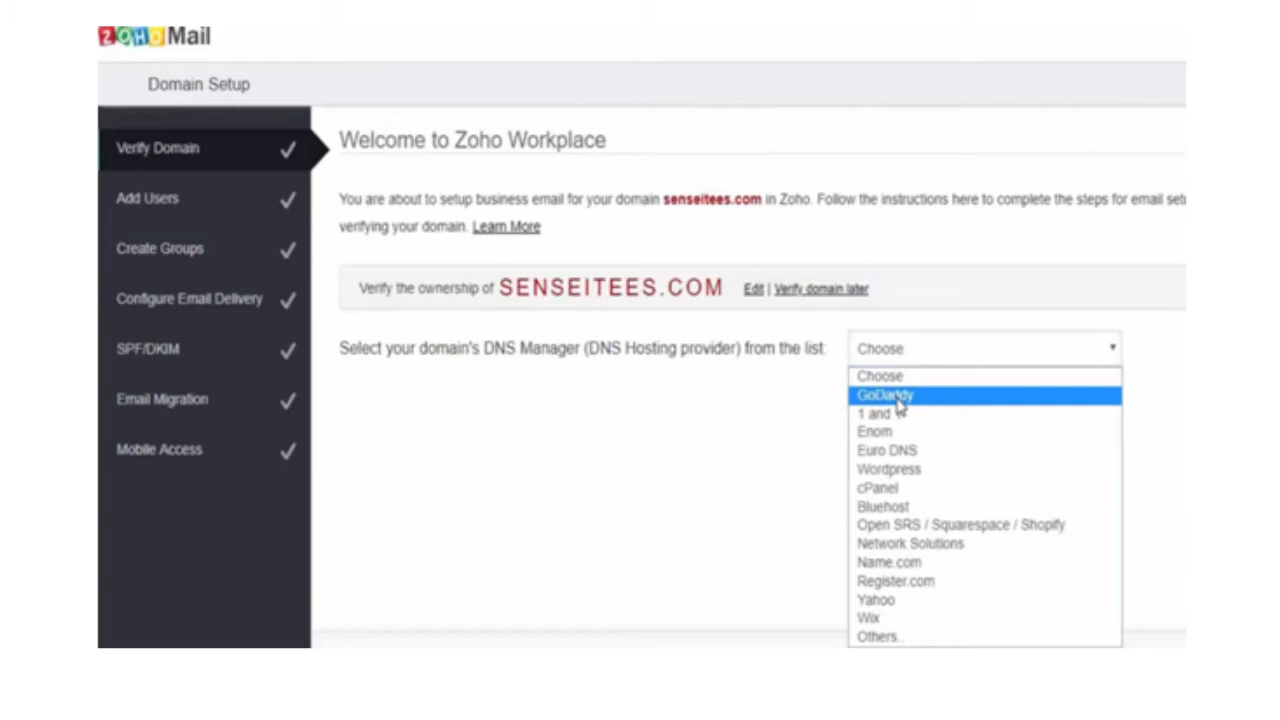 ZOHO Mail
Domain Setup
Verify Domain
Add Users
Create Groups
Configure Email Delivery
SPF/DKIM
Email Migration
Mobile Access
Welcome to Zoho Workplace
You are about to setup business email for your domain senseitees.com in Zoho. Follow the instructions here to complete the steps for email
verifying your domain. Learn More
Verify the ownership of SENSEITEES.COM Edit | Verify domain later
Select your domain's DNS Manager (DNS Hosting provider) from the list: Choose
Choose
GoDaddy
1 and
Enom
Euro DNS
Wordpress
cPanel
Bluehost
Open SRS / Squarespace / Shopify
Network Solutions
Name.com
Register.com
Yahoo
Wix
Others..